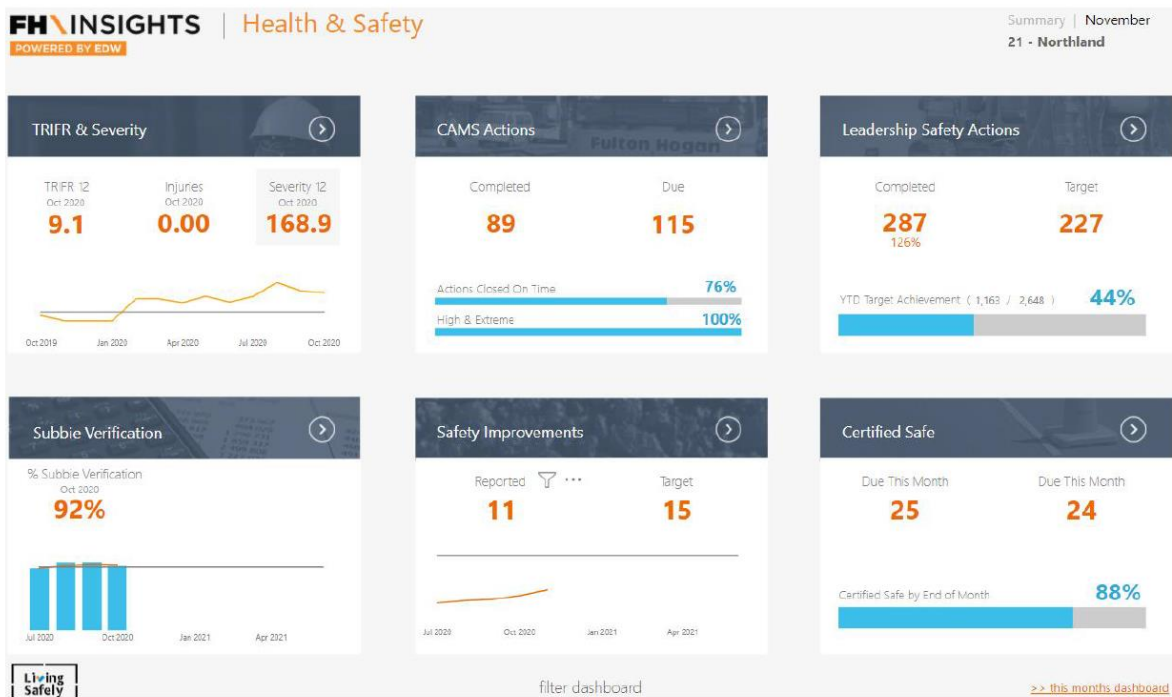 FH\INSIGHTS | Health & Safety
POWERED BY EDW
Summary | November
21 - Northland
TRIFR & Severity
TRIFR 12
Oct 2020
9.1
Injuries
Oct 2020
0.00
Severity 12
Oct 2020
168.9
Oct 2019 Jan 2020 Apr 2020 Jul 2020 Oct 2020
CAMS Actions
Fulton Hogan
Completed
89
Due
115
Actions Closed On Time 76%
High & Extreme 100%
Leadership Safety Actions
Completed
287
126%
Target
227
YTD Target Achievement ( 1,163 / 2,648 ) 44%
Subbie Verification
% Subbie Verification
Oct 2020
92%
Jul 2020 Oct 2020 Jan 2021 Apr 2021
Safety Improvements
Reported
11
Target
15
Jul 2020 Oct 2020 Jan 2021 Apr 2021
Certified Safe
Due This Month
25
Due This Month
24
Certified Safe by End of Month 88%
Living
Safely
filter dashboard
>> this months dashboard